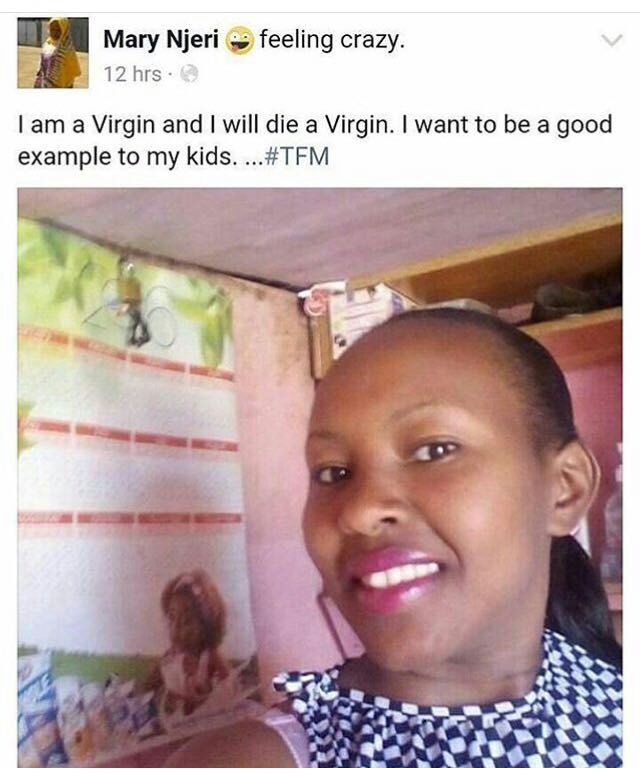 Mary Njeri 🤪 feeling crazy.
12 hrs ·
I am a Virgin and I will die a Virgin. I want to be a good
example to my kids. ...#TFM